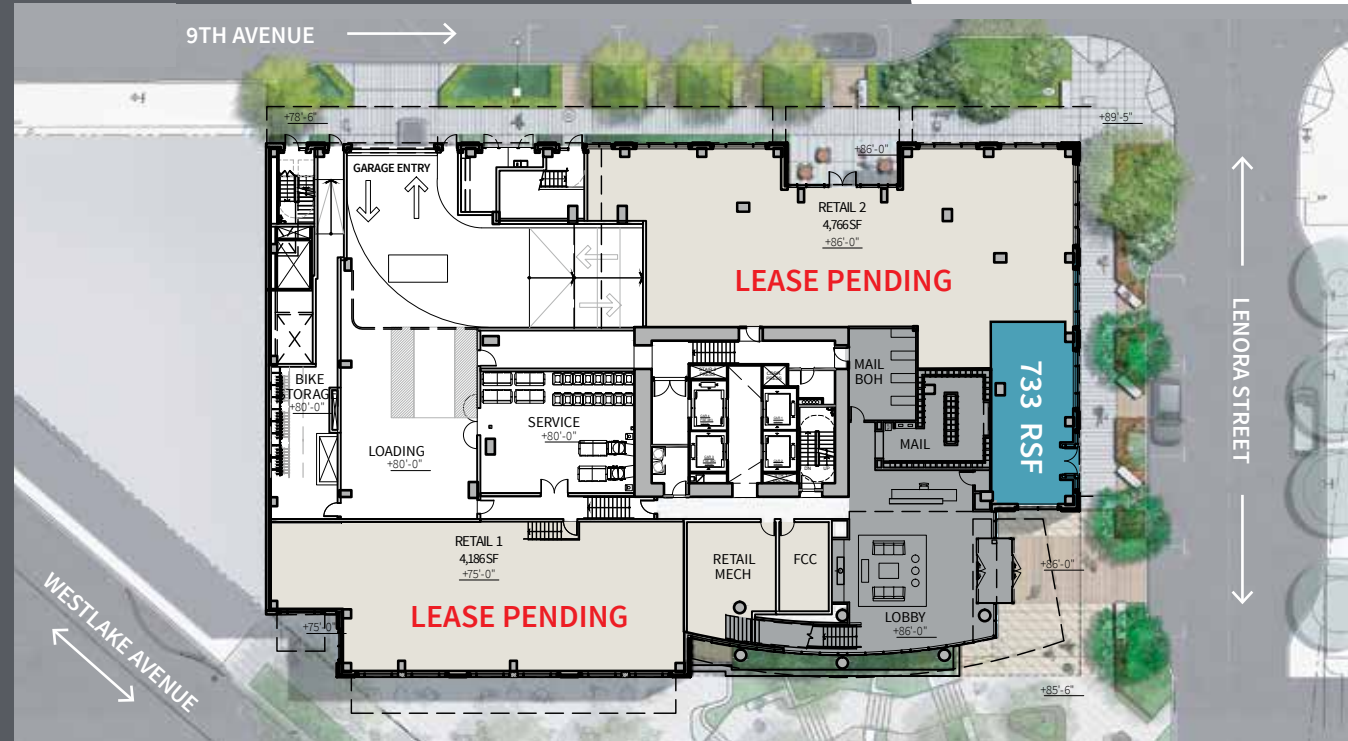 9TH AVENUE
+78'-6"
+89'-5"
+86'-0"
GARAGE ENTRY
RETAIL 2
4,766SF
+86'-0"
LEASE PENDING
LENORA STREET
MAIL
BOH
733 RSF
BIKE
STORAGE
+80'-0"
SERVICE
+80'-0"
MAIL
LOADING
+80'-0"
DN
UP
RETAIL 1
4,186SF
+75'-0"
RETAIL
MECH
FCC
LEASE PENDING
LOBBY
+86'-0"
+86'-0"
+75'-0"
WESTLAKE AVENUE
+85'-6"